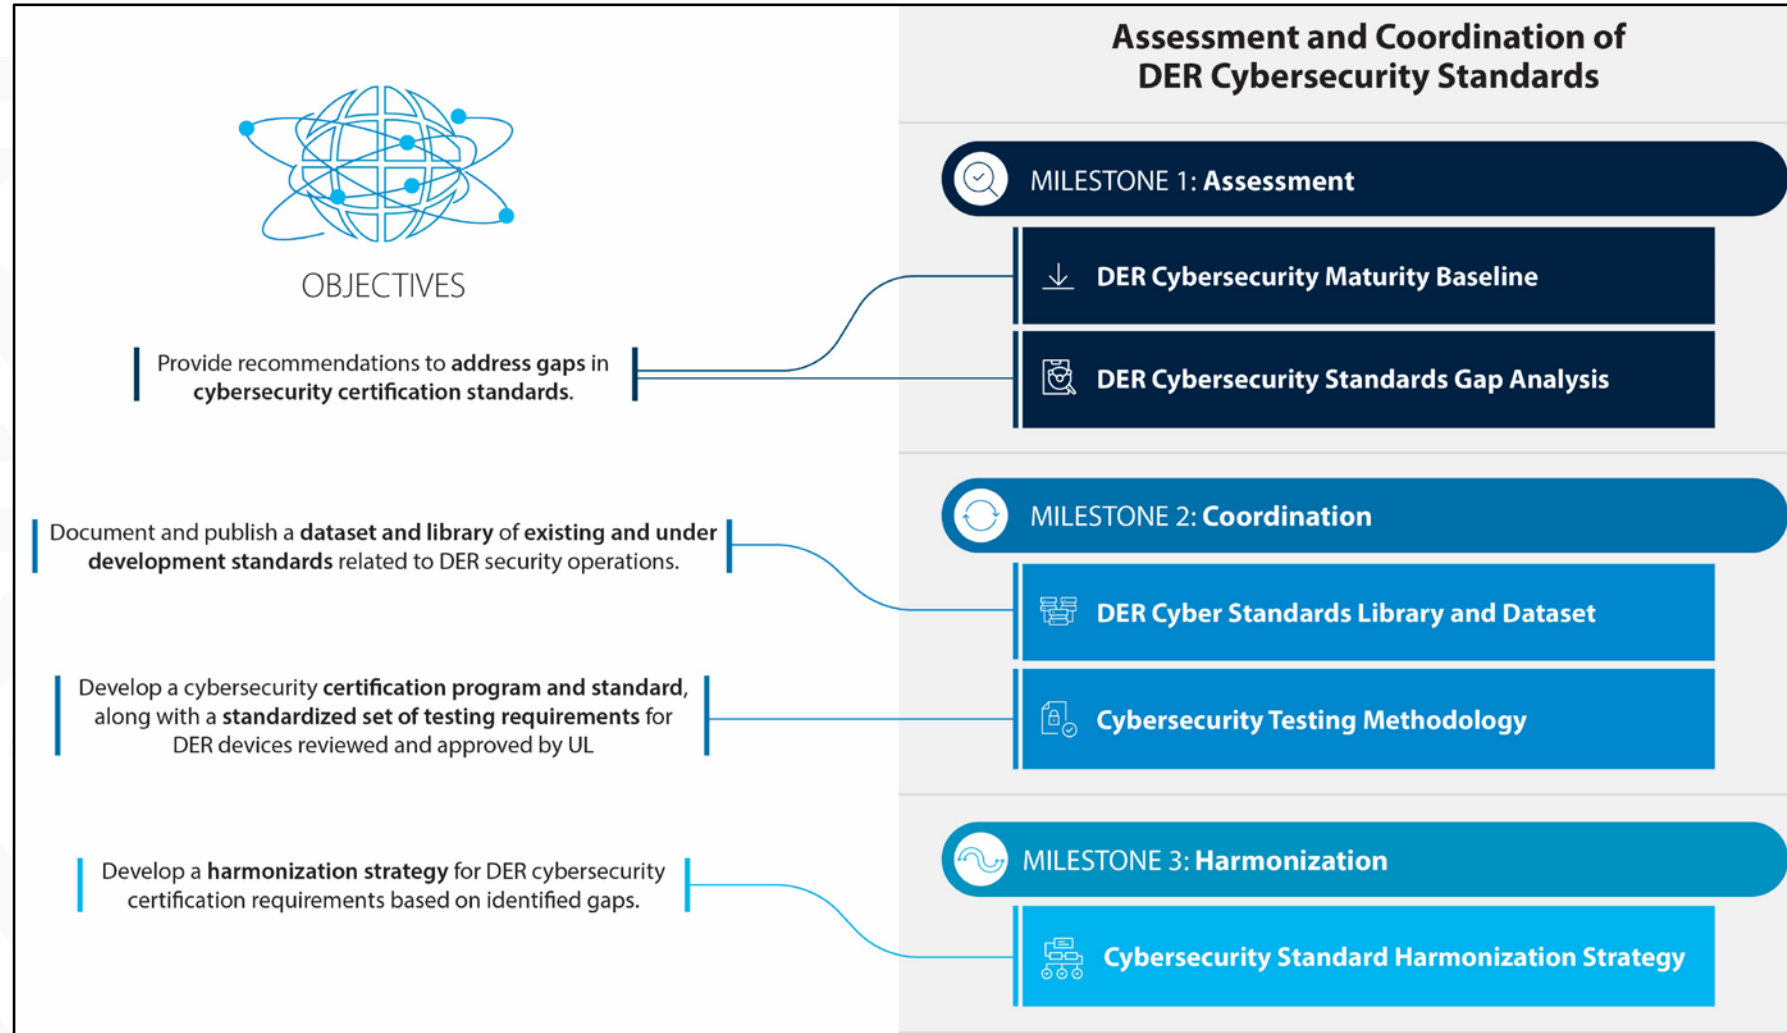 OBJECTIVES
Provide recommendations to address gaps in
cybersecurity certification standards.
Document and publish a dataset and library of existing and under
development standards related to DER security operations.
Develop a cybersecurity certification program and standard,
along with a standardized set of testing requirements for
DER devices reviewed and approved by UL
Develop a harmonization strategy for DER cybersecurity
certification requirements based on identified gaps.
Assessment and Coordination of
DER Cybersecurity Standards
MILESTONE 1: Assessment
DER Cybersecurity Maturity Baseline
DER Cybersecurity Standards Gap Analysis
MILESTONE 2: Coordination
DER Cyber Standards Library and Dataset
Cybersecurity Testing Methodology
MILESTONE 3: Harmonization
Cybersecurity Standard Harmonization Strategy